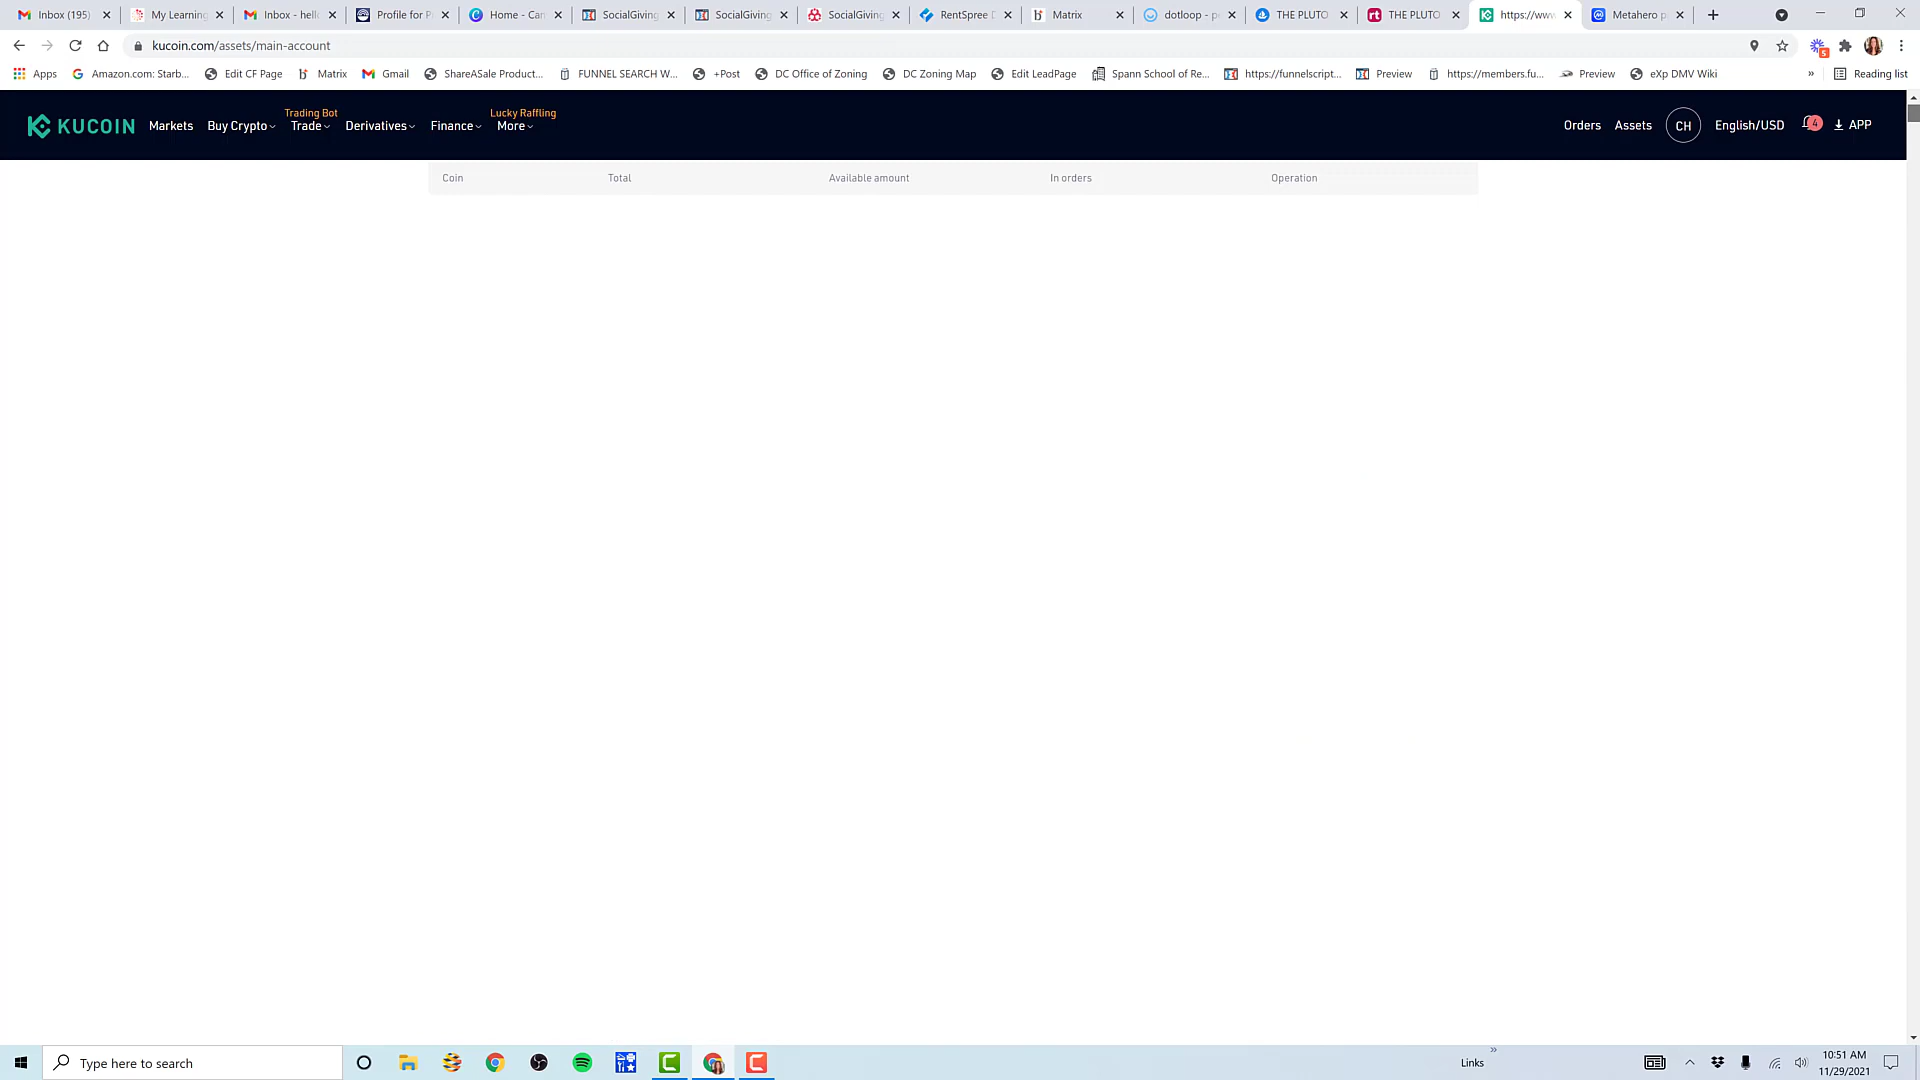 Inbox (195) My Learning Inbox - hell Profile for P Home - Can SocialGiving SocialGiving SocialGiving RentSpree D Matrix dotloop - pe THE PLUTO THE PLUTO https://www Metahero p
kucoin.com/assets/main-account 5
Apps Amazon.com: Starb... Edit CF Page Matrix Gmail ShareASale Product... FUNNEL SEARCH W... +Post DC Office of Zoning DC Zoning Map Edit LeadPage Spann School of Re... https://funnelscript... Preview https://members.fu... Preview eXp DMV Wiki » Reading list
Trading Bot Lucky Raffling
KUCOIN Markets Buy Crypto Trade Derivatives Finance More Orders Assets CH English/USD 4 APP
Coin Total Available amount In orders Operation
Type here to search Links » 10:51 AM
11/29/2021